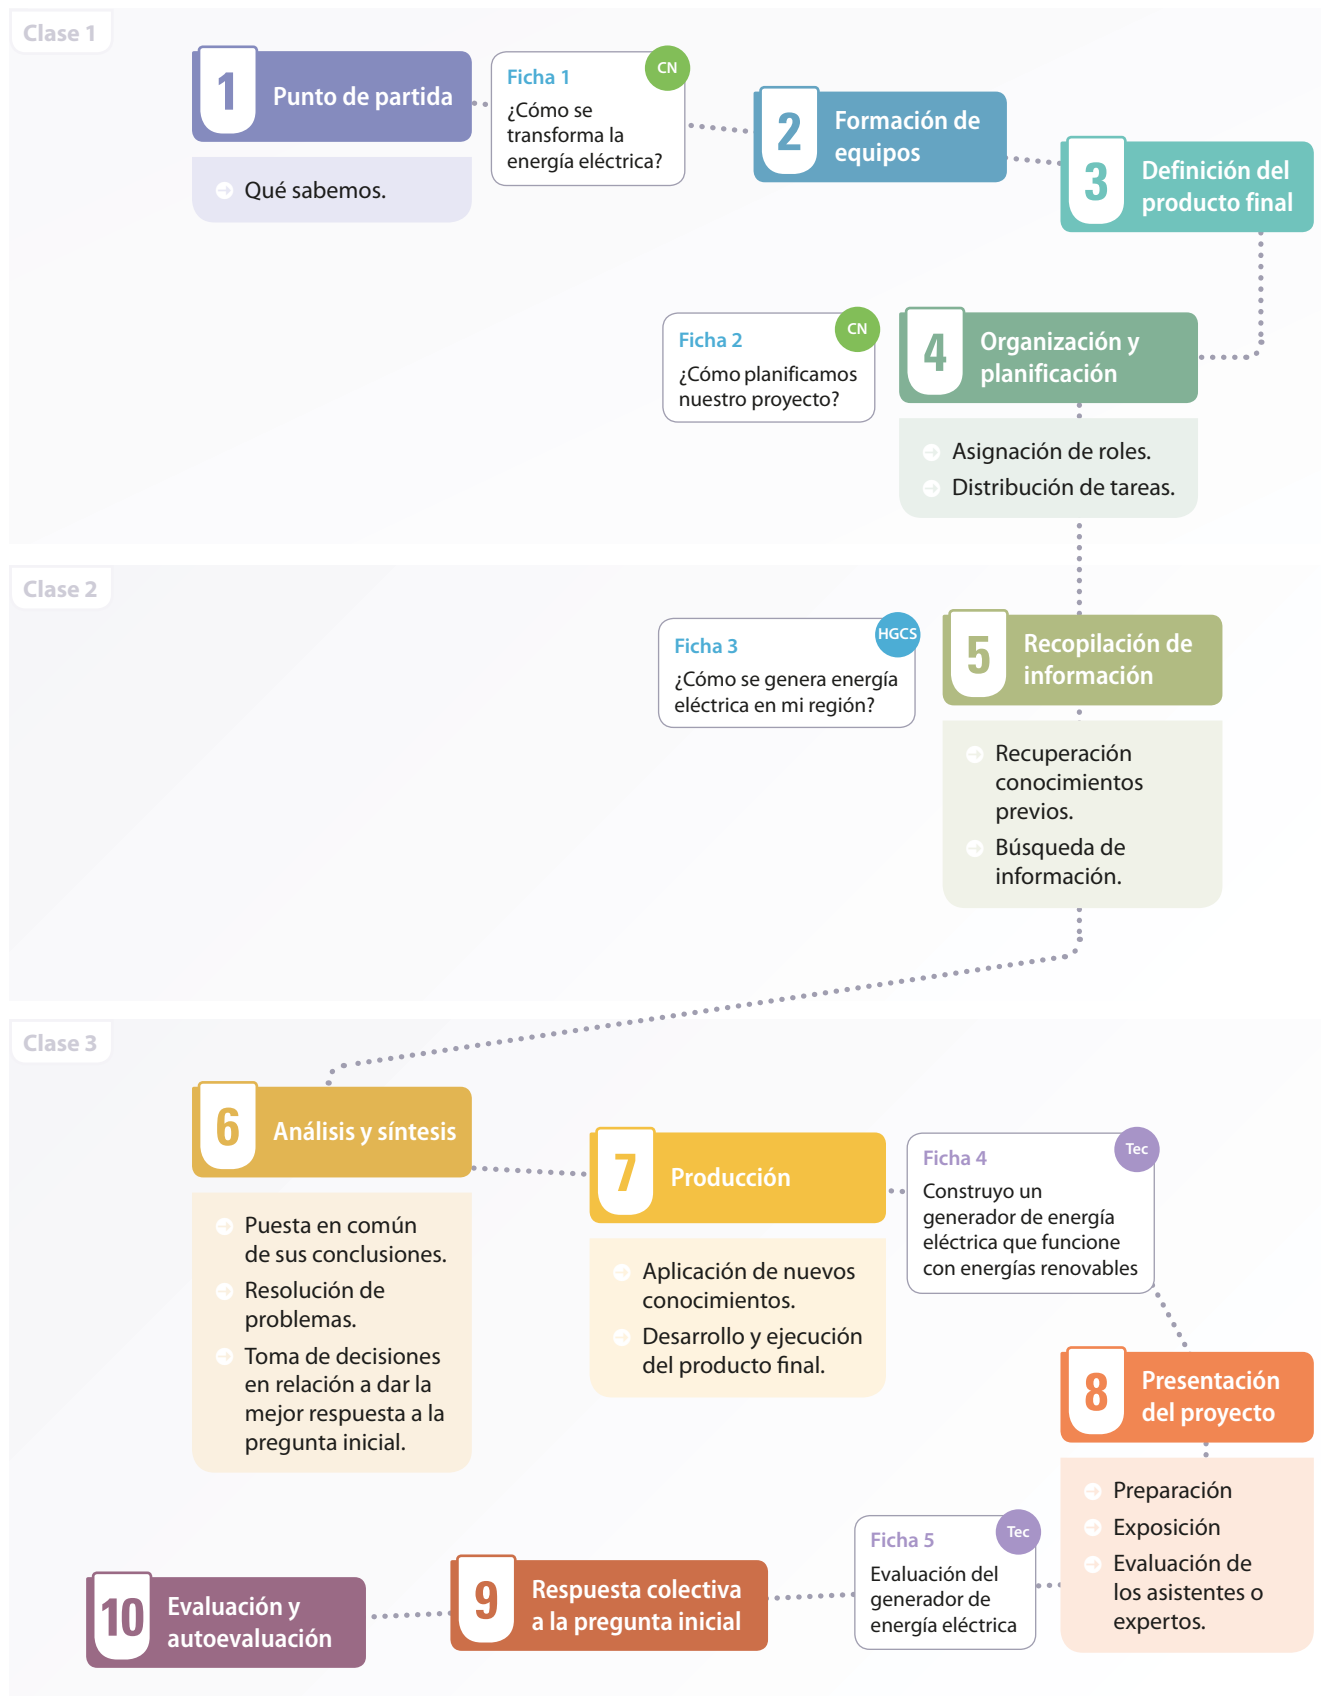 Clase 1
1
Punto de partida
Qué sabemos.
Ficha 1
CN
¿Cómo se
transforma la
energía eléctrica?
2
Formación de
equipos
3
Definición del
producto final
Ficha 2
CN
¿Cómo planificamos
nuestro proyecto?
4
Organización y
planificación
Asignación de roles.
Distribución de tareas.
Clase 2
Ficha 3
HGCS
¿Cómo se genera energía
eléctrica en mi región?
5
Recopilación de
información
Recuperación
conocimientos
previos.
Búsqueda de
información.
Clase 3
6
Análisis y síntesis
Puesta en común
de sus conclusiones.
Resolución de
problemas.
Toma de decisiones
en relación a dar la
mejor respuesta a la
pregunta inicial.
7
Producción
Aplicación de nuevos
conocimientos.
Desarrollo y ejecución
del producto final.
Ficha 4
Tec
Construyo un
generador de energía
eléctrica que funcione
con energías renovables
8
Presentación
del proyecto
Preparación
Exposición
Evaluación de
los asistentes o
expertos.
Ficha 5
Tec
Evaluación del
generador de
energía eléctrica
9
Respuesta colectiva
a la pregunta inicial
10
Evaluación y
autoevaluación